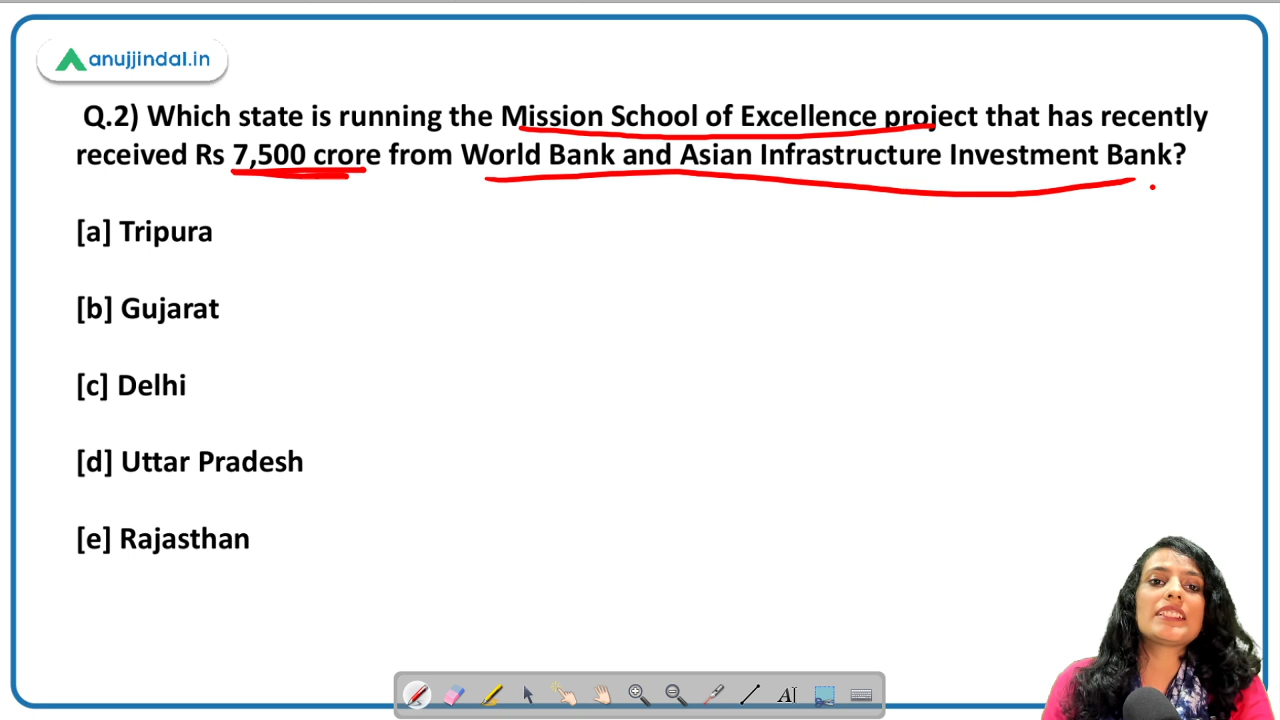 anujjindal.in
Q.2) Which state is running the Mission School of Excellence project that has recently
received Rs 7,500 crore from World Bank and Asian Infrastructure Investment Bank?
[a] Tripura
[b] Gujarat
[c] Delhi
[d] Uttar Pradesh
[e] Rajasthan